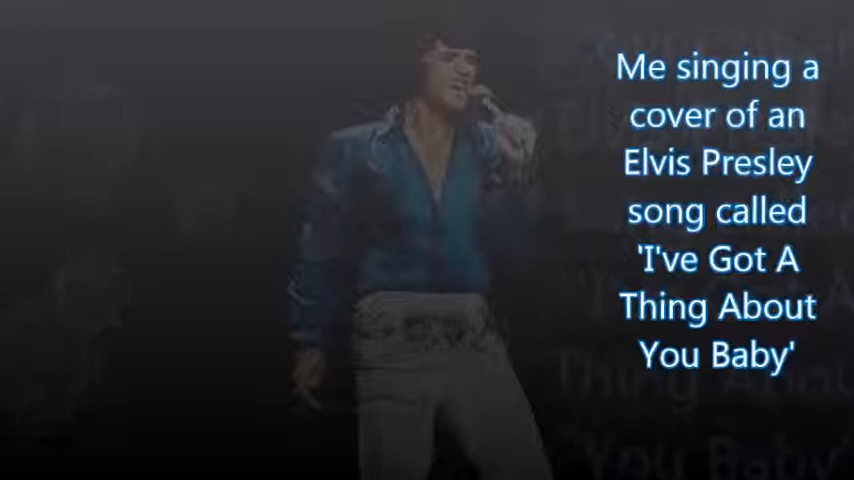 Me singing a
cover of an
Elvis Presley
song called
'I've Got A
Thing About
You Baby'